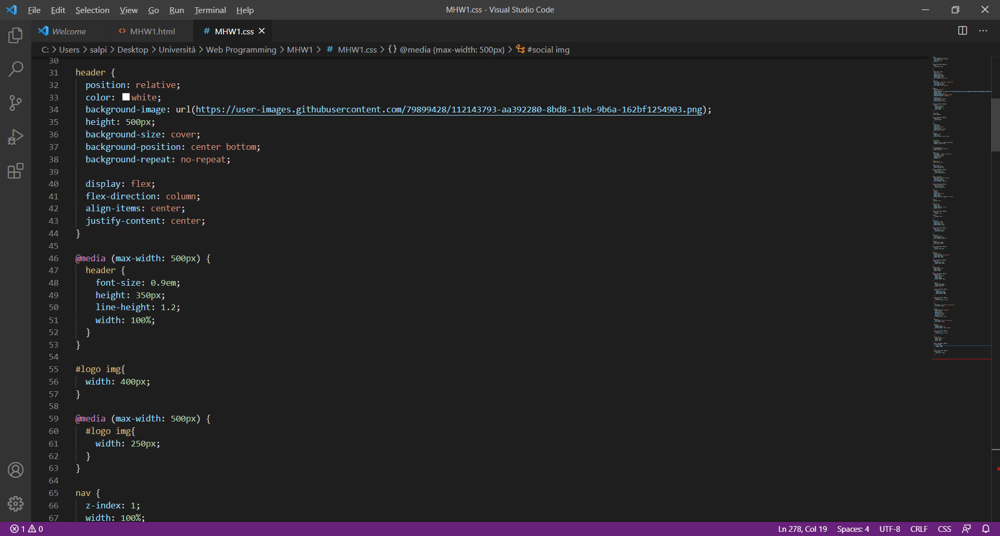 File Edit Selection View Go Run Terminal Help
MHW1.css - Visual Studio Code
Welcome
<> MHW1.html
# MHW1.css
C: > Users > salpi > Desktop > Università > Web Programming > MHW1 > # MHW1.css > {} @media (max-width: 500px) > #social img
30
31 header {
32 position: relative;
33 color: white;
34 background-image: url(https://user-images.githubusercontent.com/79899428/112143793-aa392280-8bd8-11eb-9b6a-162bf1254903.png);
35 height: 500px;
36 background-size: cover;
37 background-position: center bottom;
38 background-repeat: no-repeat;
39
40 display: flex;
41 flex-direction: column;
42 align-items: center;
43 justify-content: center;
44 }
45
46 @media (max-width: 500px) {
47 header {
48 font-size: 0.9em;
49 height: 350px;
50 line-height: 1.2;
51 width: 100%;
52 }
53 }
54
55 #logo img{
56 width: 400px;
57 }
58
59 @media (max-width: 500px) {
60 #logo img{
61 width: 250px;
62 }
63 }
64
65 nav {
66 z-index: 1;
67 width: 100%;
1 0
Ln 278, Col 19 Spaces: 4 UTF-8 CRLF CSS